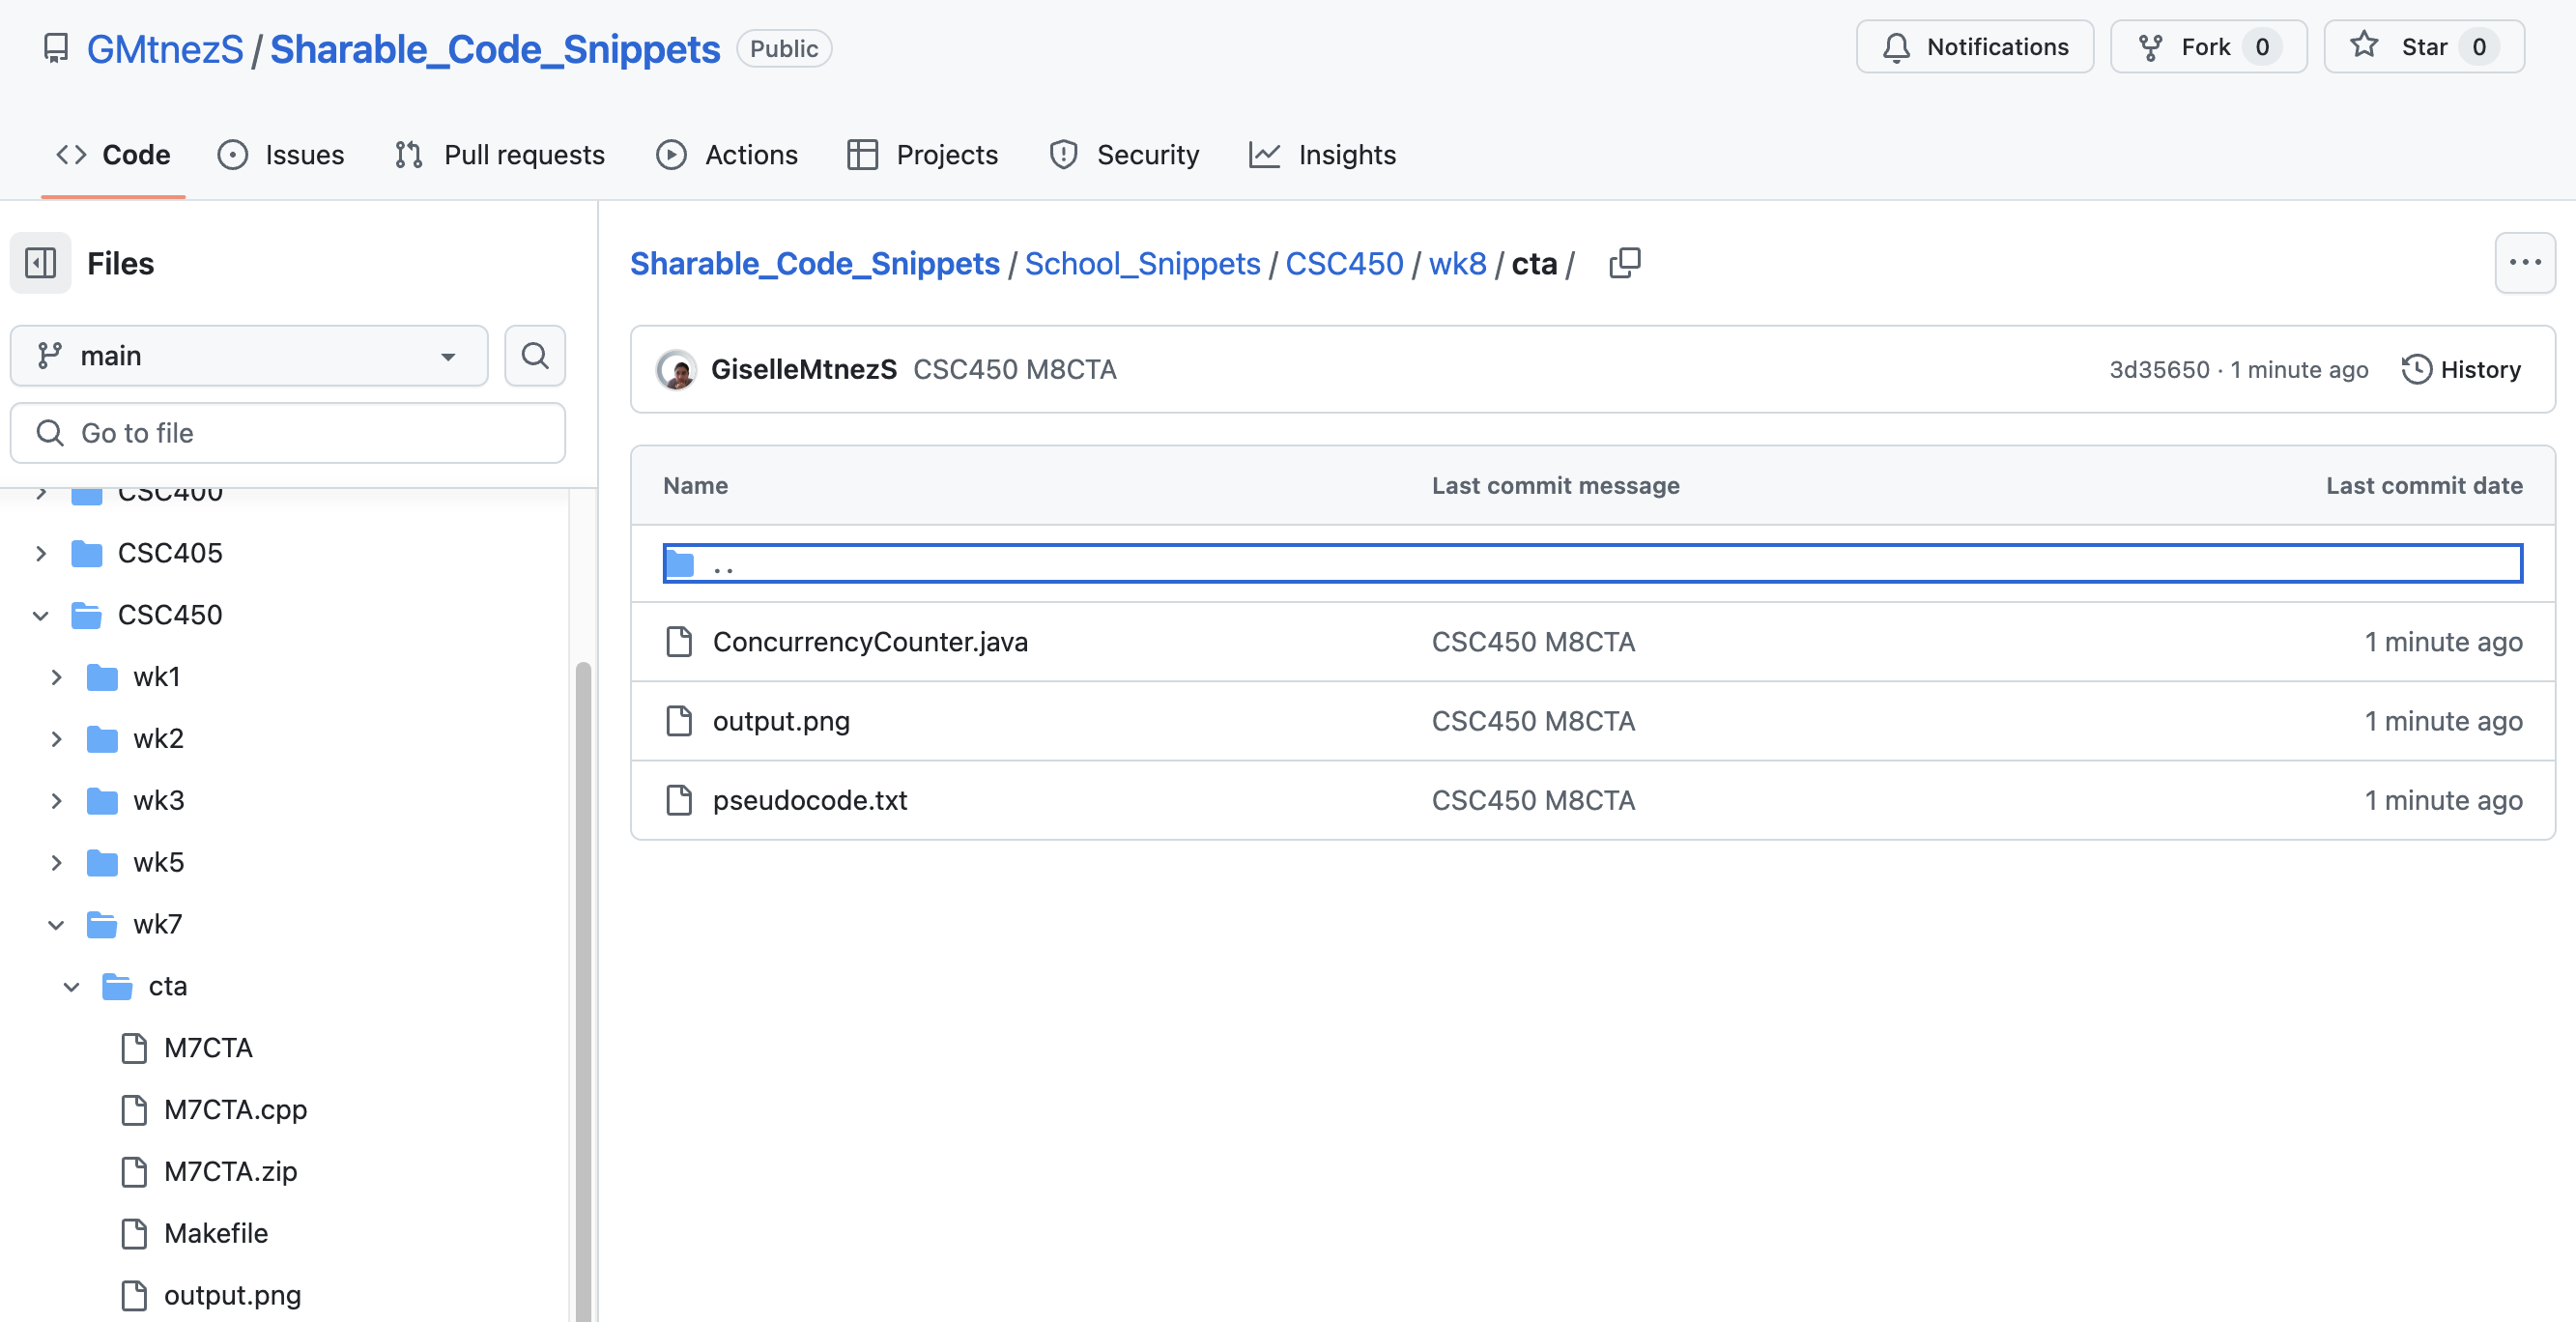 GMtnezS / Sharable_Code_Snippets Public Notifications Fork 0 Star 0
Code Issues Pull requests Actions Projects Security Insights
Files
main
Go to file
CSC400
CSC405
CSC450
wk1
wk2
wk3
wk5
wk7
cta
M7CTA
M7CTA.cpp
M7CTA.zip
Makefile
output.png
Sharable_Code_Snippets / School_Snippets / CSC450 / wk8 / cta /
GiselleMtnezS CSC450 M8CTA 3d35650 · 1 minute ago History
Name Last commit message Last commit date
..
ConcurrencyCounter.java CSC450 M8CTA 1 minute ago
output.png CSC450 M8CTA 1 minute ago
pseudocode.txt CSC450 M8CTA 1 minute ago